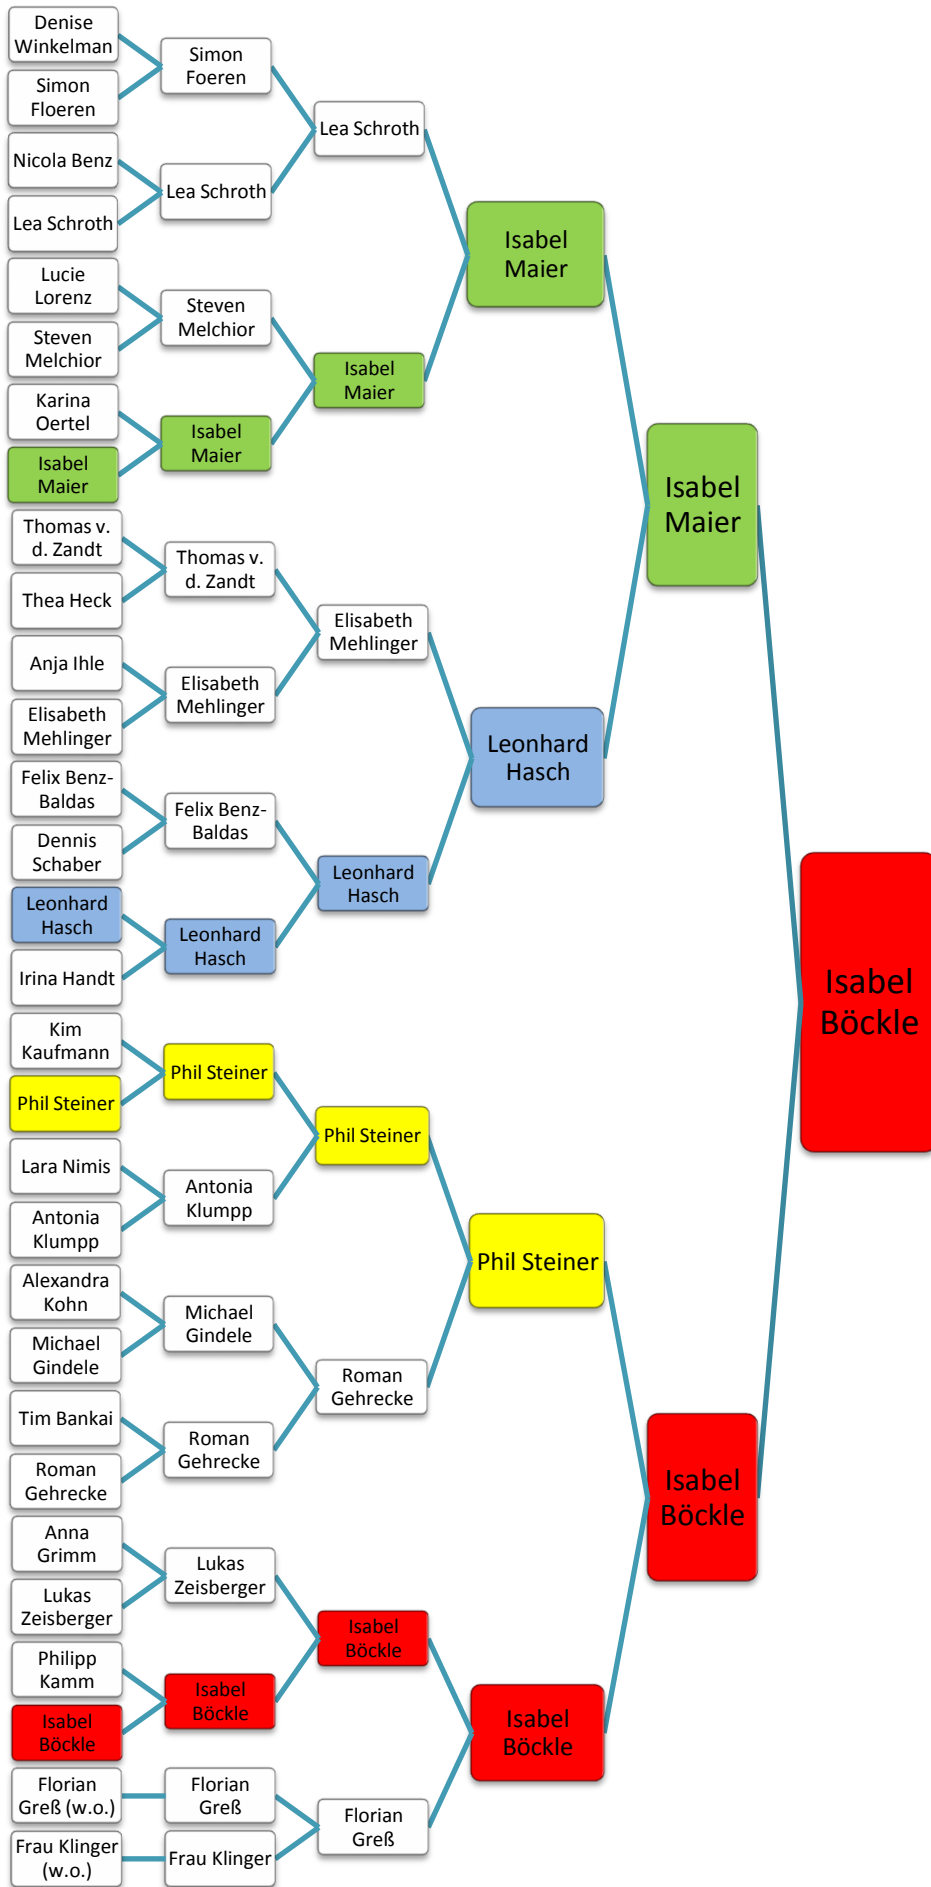 Denise
Winkelman
Simon
Floeren
Nicola Benz
Lea Schroth
Lucie
Lorenz
Steven
Melchior
Karina
Oertel
Isabel
Maier
Thomas v.
d. Zandt
Thea Heck
Anja Ihle
Elisabeth
Mehlinger
Felix Benz-
Baldas
Dennis
Schaber
Leonhard
Hasch
Irina Handt
Kim
Kaufmann
Phil Steiner
Lara Nimis
Antonia
Klumpp
Alexandra
Kohn
Michael
Gindele
Tim Bankai
Roman
Gehrecke
Anna
Grimm
Lukas
Zeisberger
Philipp
Kamm
Isabel
Böckle
Florian
Greß (w.o.)
Frau Klinger
(w.o.)
Simon
Foeren
Lea Schroth
Steven
Melchior
Isabel
Maier
Thomas v.
d. Zandt
Elisabeth
Mehlinger
Felix Benz-
Baldas
Leonhard
Hasch
Phil Steiner
Antonia
Klumpp
Michael
Gindele
Roman
Gehrecke
Lukas
Zeisberger
Isabel
Böckle
Florian
Greß
Frau Klinger
Lea Schroth
Isabel
Maier
Elisabeth
Mehlinger
Leonhard
Hasch
Phil Steiner
Roman
Gehrecke
Isabel
Böckle
Florian
Greß
Isabel
Maier
Leonhard
Hasch
Phil Steiner
Isabel
Böckle
Isabel
Maier
Isabel
Böckle
Isabel
Böckle